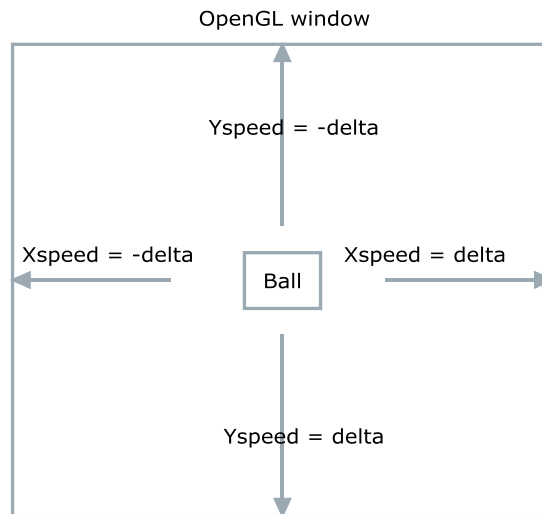 OpenGL window
Yspeed = -delta
Xspeed = -delta
Xspeed = delta
Ball
Yspeed = delta